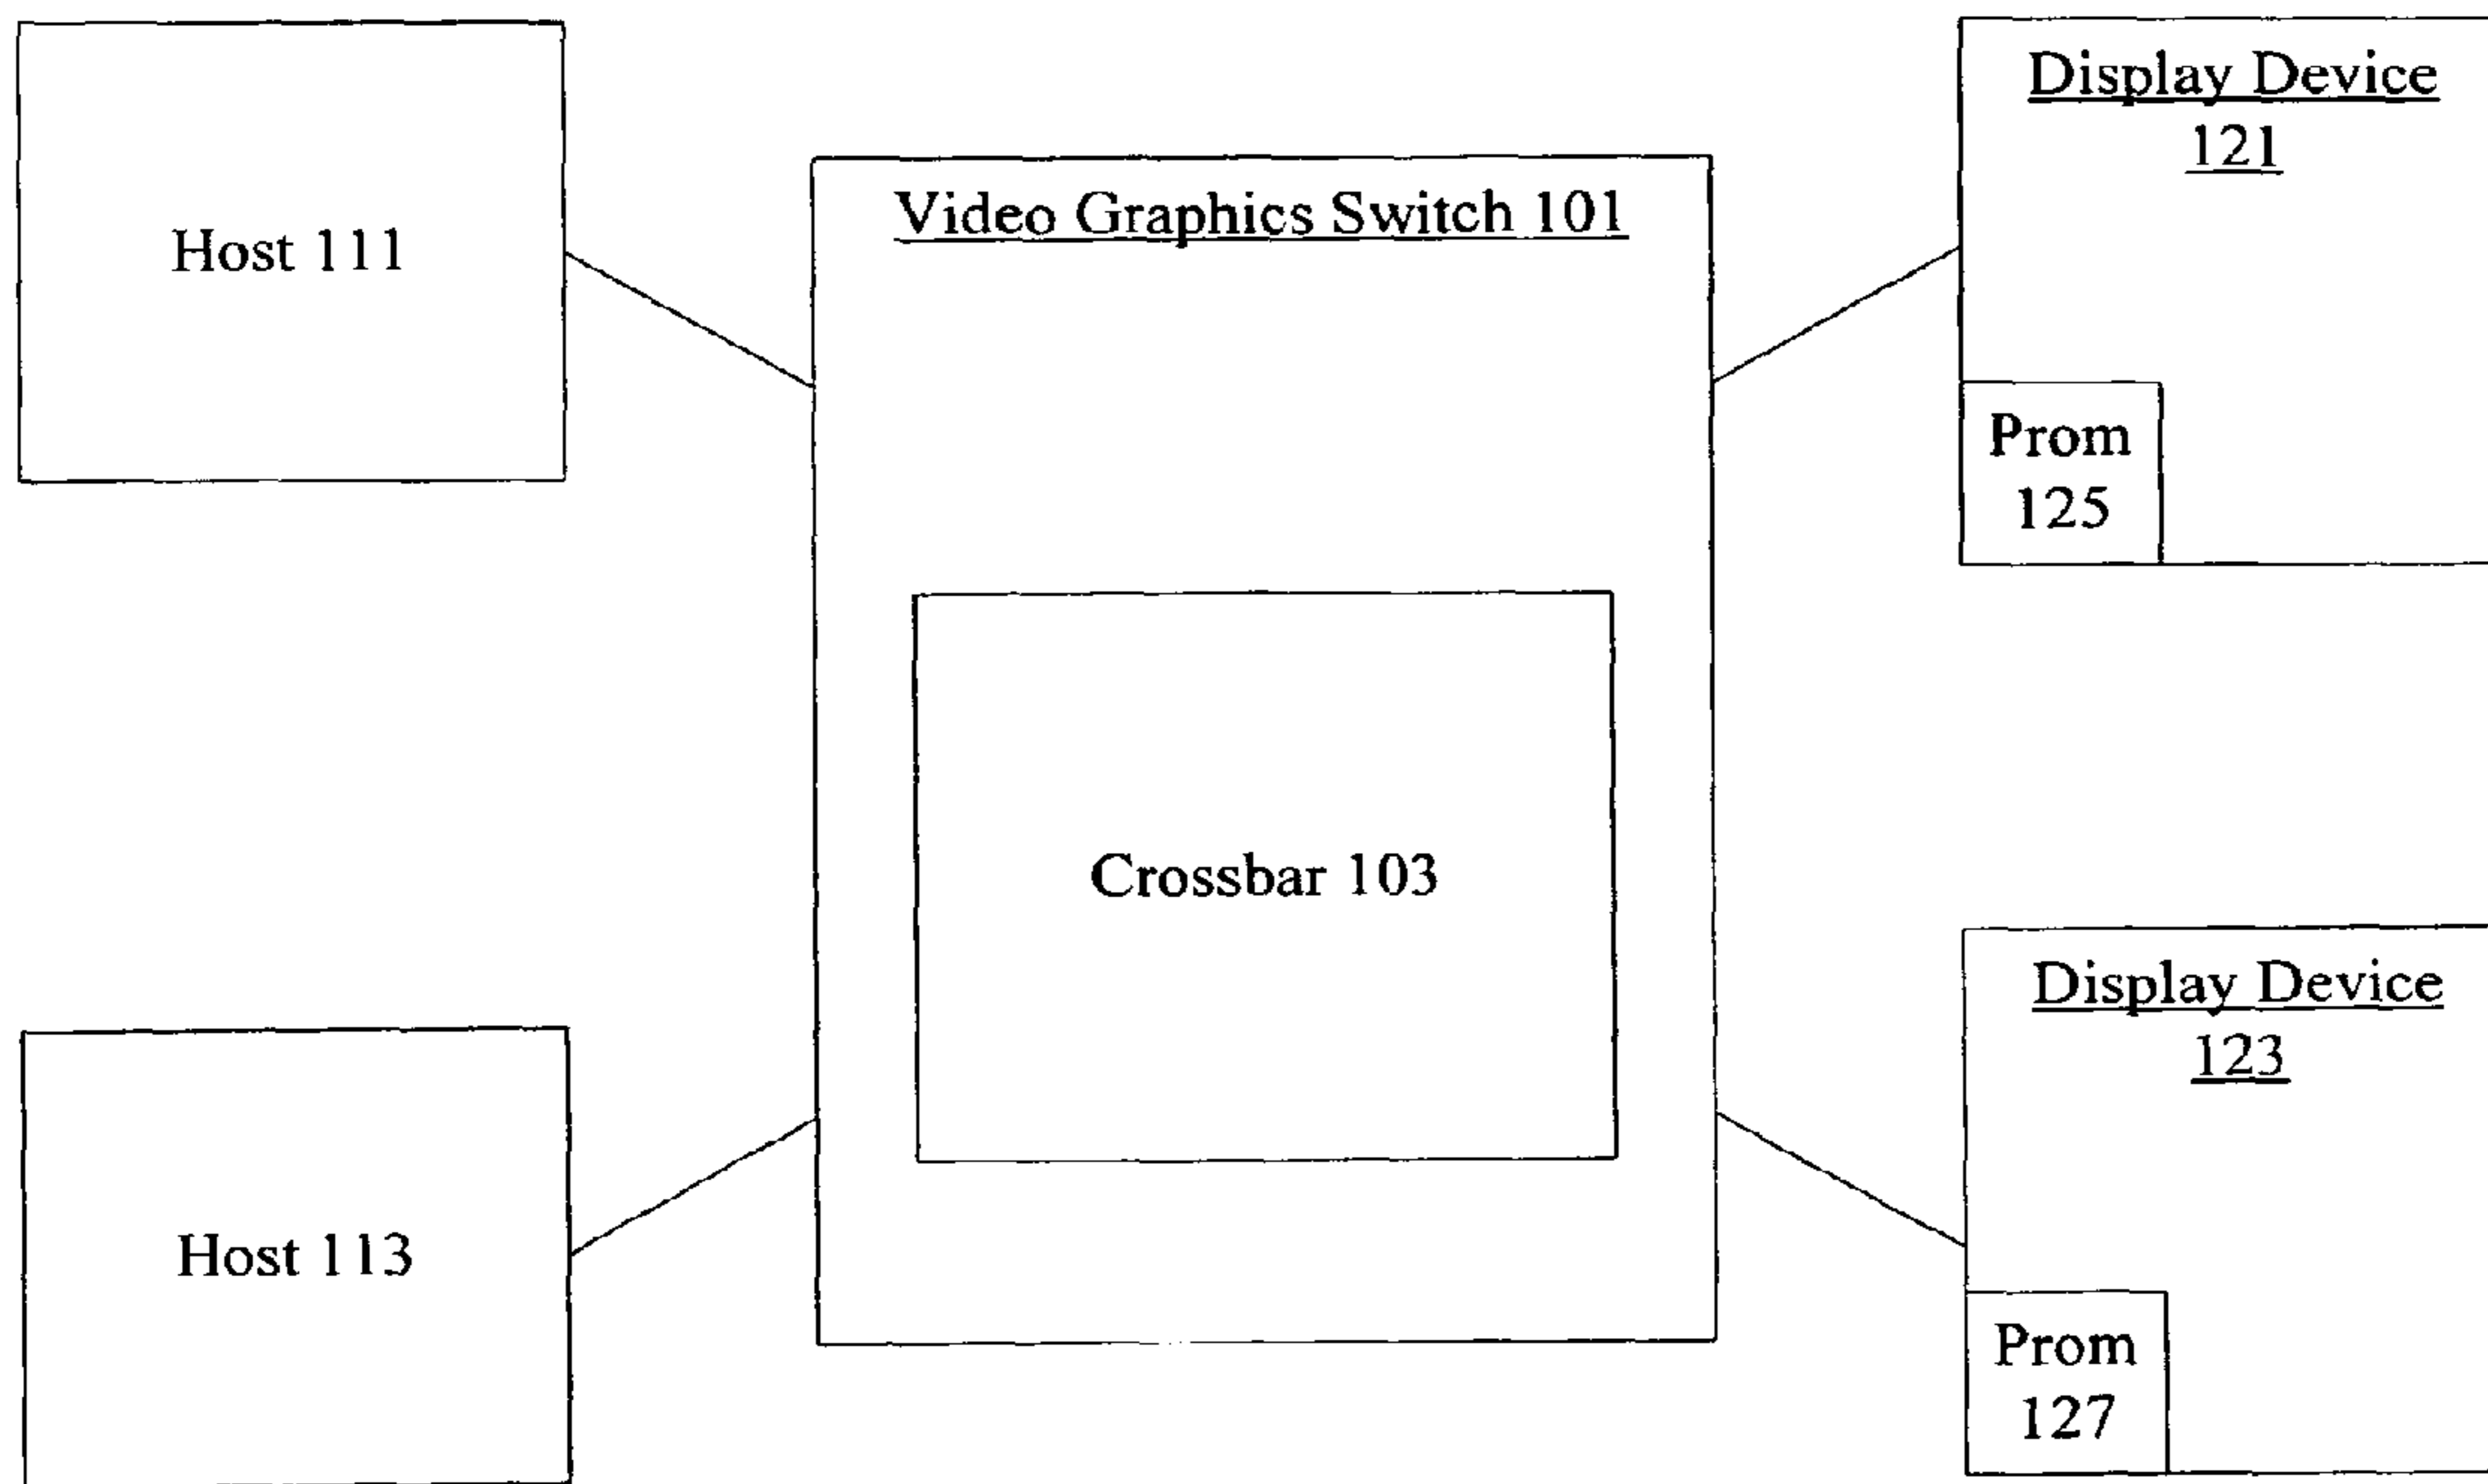 Host 111
Video Graphics Switch 101
Display Device
121
Prom
125
Crossbar 103
Host 113
Display Device
123
Prom
127